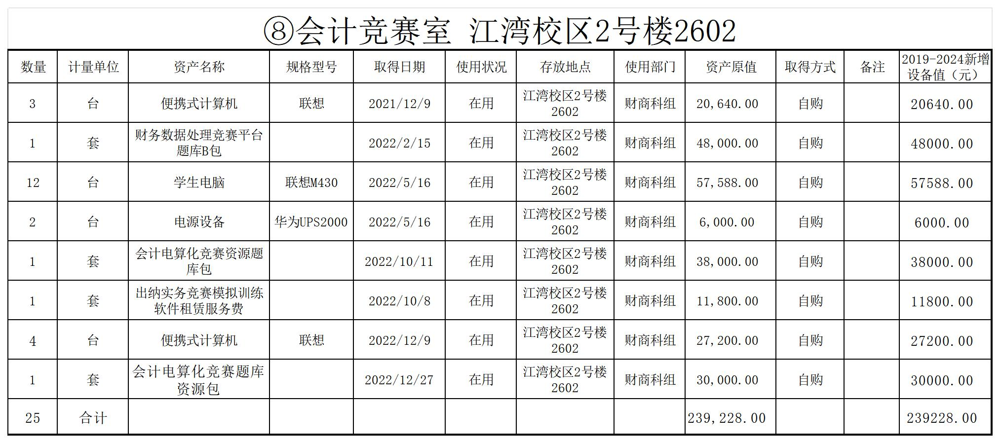 ⑧会计竞赛室 江湾校区2号楼2602
数量 计量单位 资产名称 规格型号 取得日期 使用状况 存放地点 使用部门 资产原值 取得方式 备注 2019-2024新增设备值（元）
3 台 便携式计算机 联想 2021/12/9 在用 江湾校区2号楼2602 财商科组 20,640.00 自购 20640.00
1 套 财务数据处理竞赛平台题库B包 2022/2/15 在用 江湾校区2号楼2602 财商科组 48,000.00 自购 48000.00
12 台 学生电脑 联想M430 2022/5/16 在用 江湾校区2号楼2602 财商科组 57,588.00 自购 57588.00
2 台 电源设备 华为UPS2000 2022/5/16 在用 江湾校区2号楼2602 财商科组 6,000.00 自购 6000.00
1 套 会计电算化竞赛资源题库包 2022/10/11 在用 江湾校区2号楼2602 财商科组 38,000.00 自购 38000.00
1 套 出纳实务竞赛模拟训练软件租赁服务费 2022/10/8 在用 江湾校区2号楼2602 财商科组 11,800.00 自购 11800.00
4 台 便携式计算机 联想 2022/12/9 在用 江湾校区2号楼2602 财商科组 27,200.00 自购 27200.00
1 套 会计电算化竞赛题库资源包 2022/12/27 在用 江湾校区2号楼2602 财商科组 30,000.00 自购 30000.00
25 合计 239,228.00 239228.00